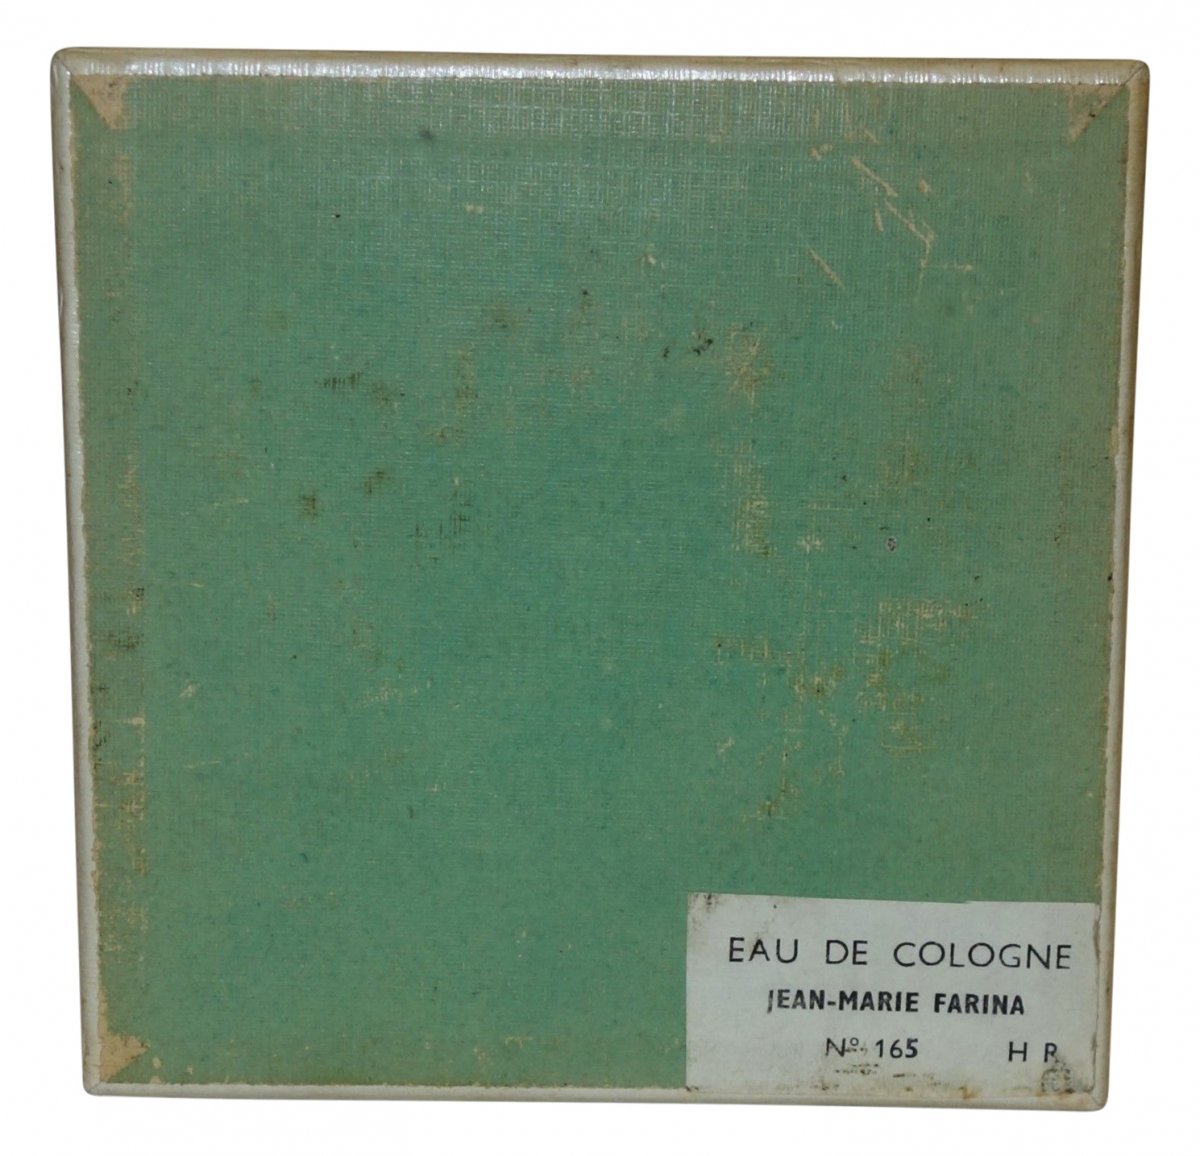 EAU DE COLOGNE
JEAN-MARIE FARINA
Nº 165 H R